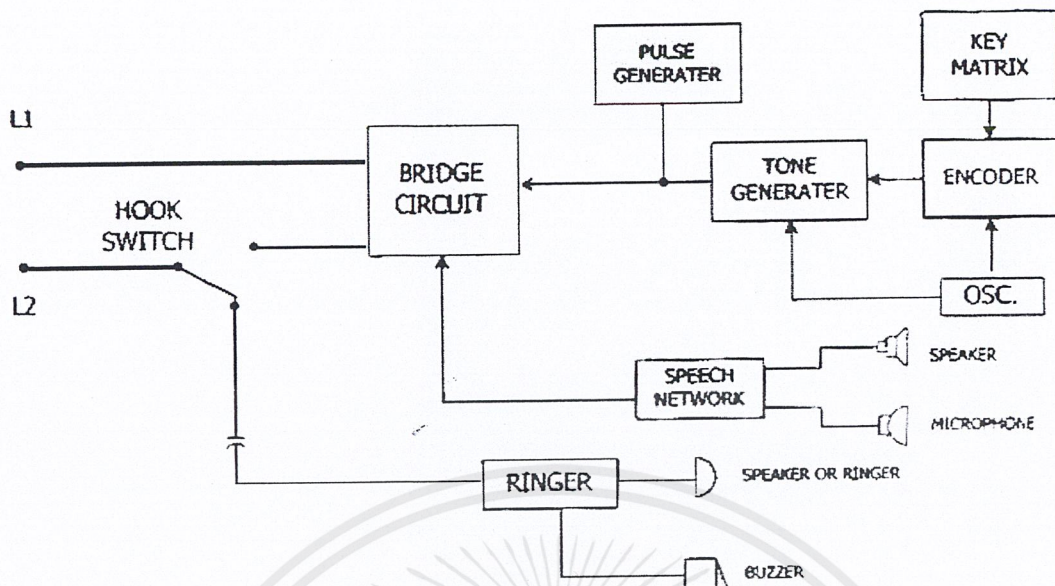 PULSE
GENERATER
KEY
MATRIX
L1
BRIDGE
CIRCUIT
TONE
GENERATER
ENCODER
HOOK
SWITCH
L2
OSC.
SPEECH
NETWORK
SPEAKER
MICROPHONE
RINGER
SPEAKER OR RINGER
BUZZER